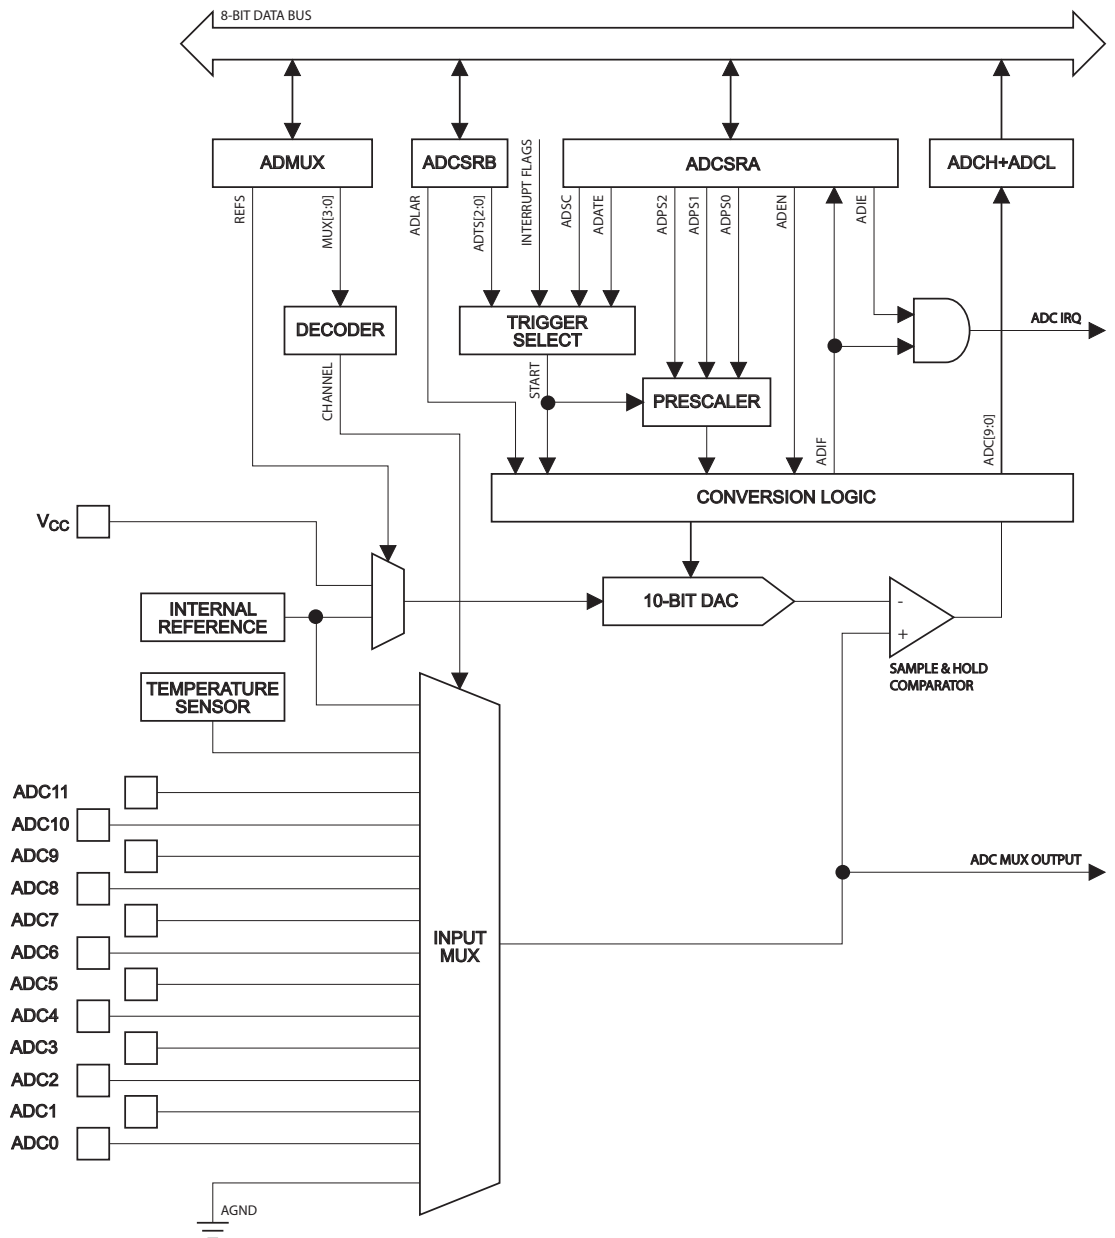 8-BIT DATA BUS
ADMUX
ADCSRB
ADCSRA
ADCH+ADCL
REFS
MUX[3:0]
ADLAR
ADTS[2:0]
INTERRUPT FLAGS
ADSC
ADATE
ADPS2
ADPS1
ADPS0
ADEN
ADIE
DECODER
TRIGGER
SELECT
ADC IRQ
CHANNEL
START
PRESCALER
ADIF
ADC[9:0]
CONVERSION LOGIC
VCC
INTERNAL
REFERENCE
10-BIT DAC
-
+
SAMPLE & HOLD
COMPARATOR
TEMPERATURE
SENSOR
ADC11
ADC10
ADC9
ADC8
ADC7
ADC6
ADC5
ADC4
ADC3
ADC2
ADC1
ADC0
INPUT
MUX
ADC MUX OUTPUT
AGND